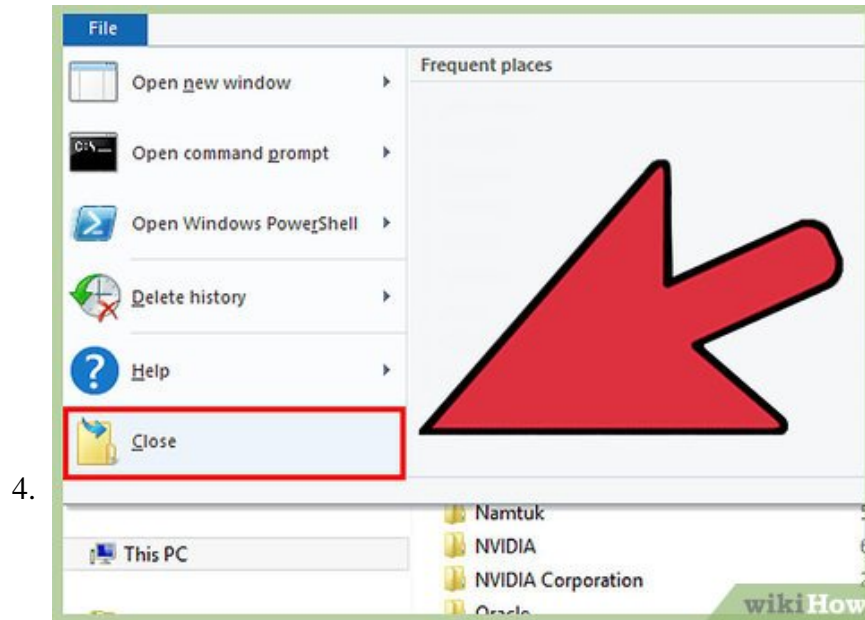 File
Frequent places
Open new window
C:\
Open command prompt
Open Windows PowerShell
Delete history
Help
Close
4.
Namtuk
This PC
NVIDIA
NVIDIA Corporation
Oracle
wikiHow